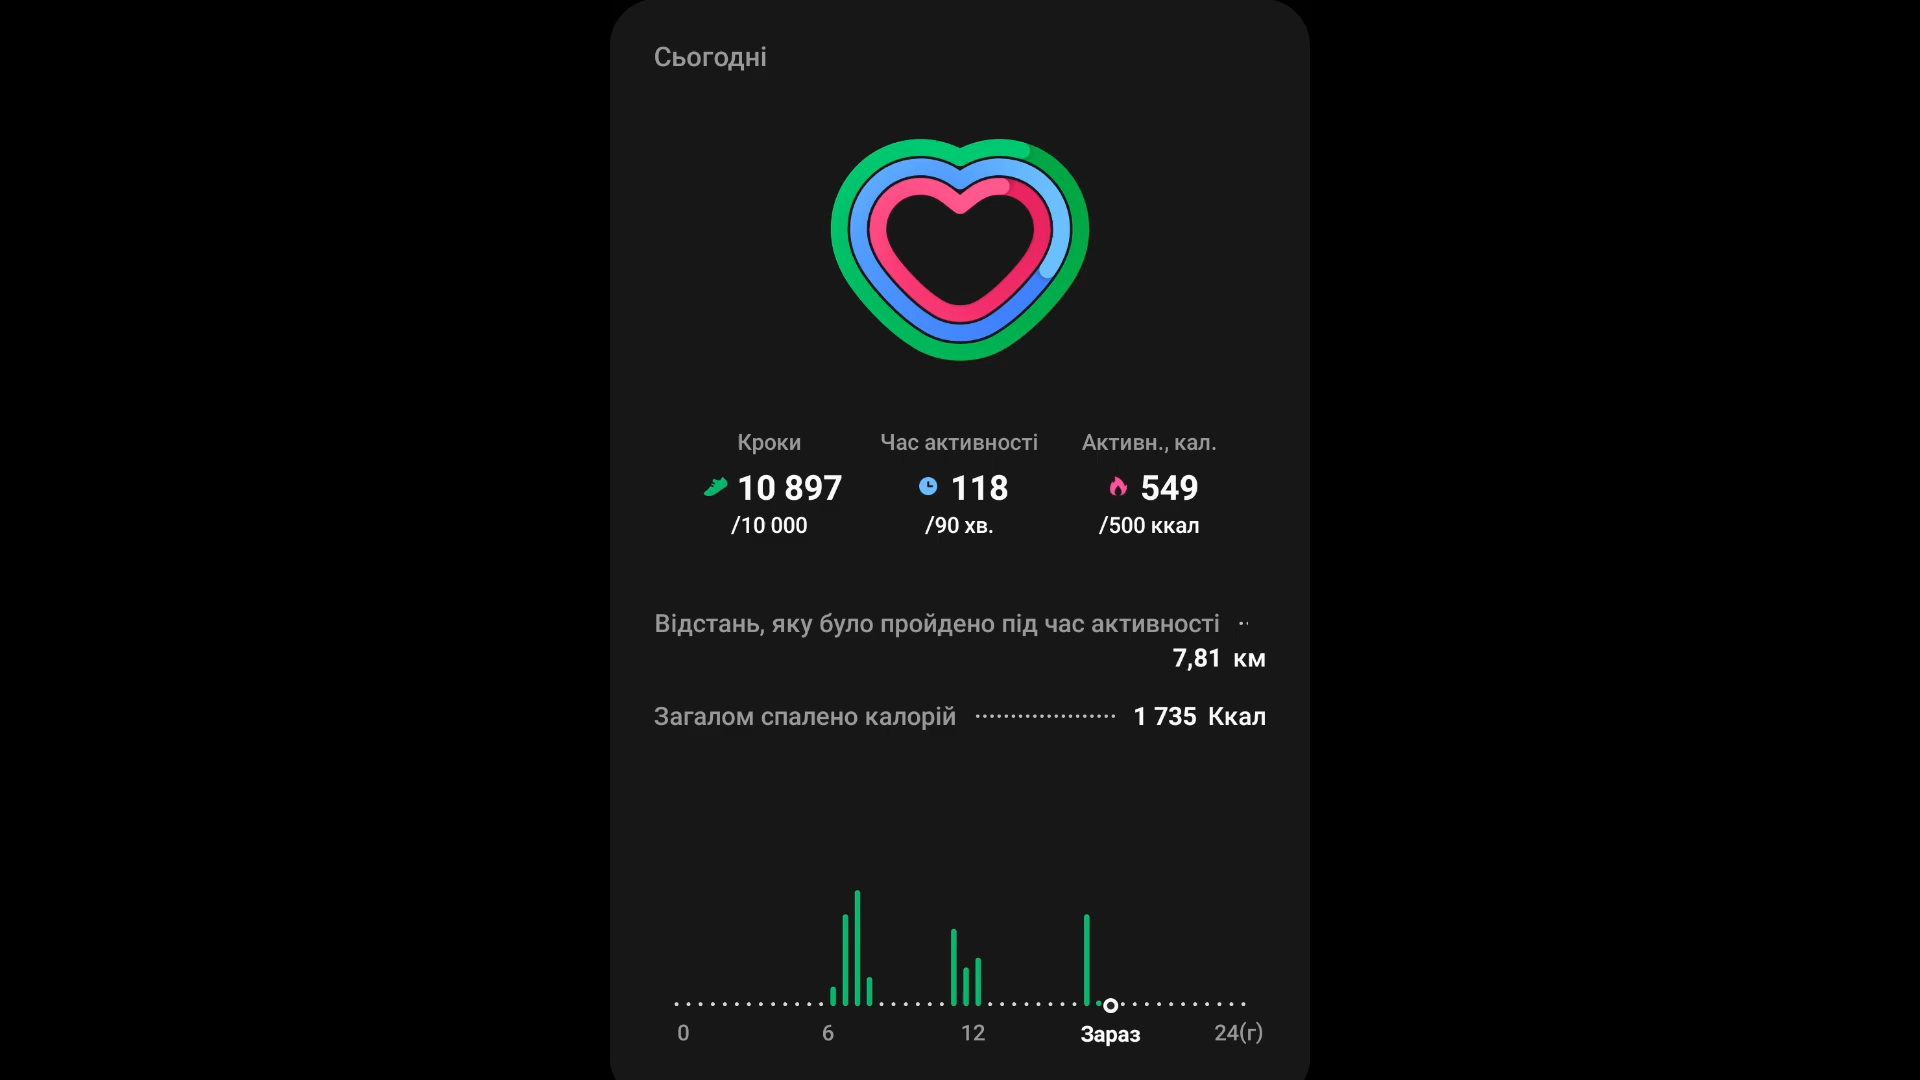 Сьогодні
Кроки
Час активності
Активн., кал.
10 897
118
549
/10 000
/90 хв.
/500 ккал
Відстань, яку було пройдено під час активності
7,81 км
Загалом спалено калорій 1 735 Ккал
0 6 12 Зараз 24(г)